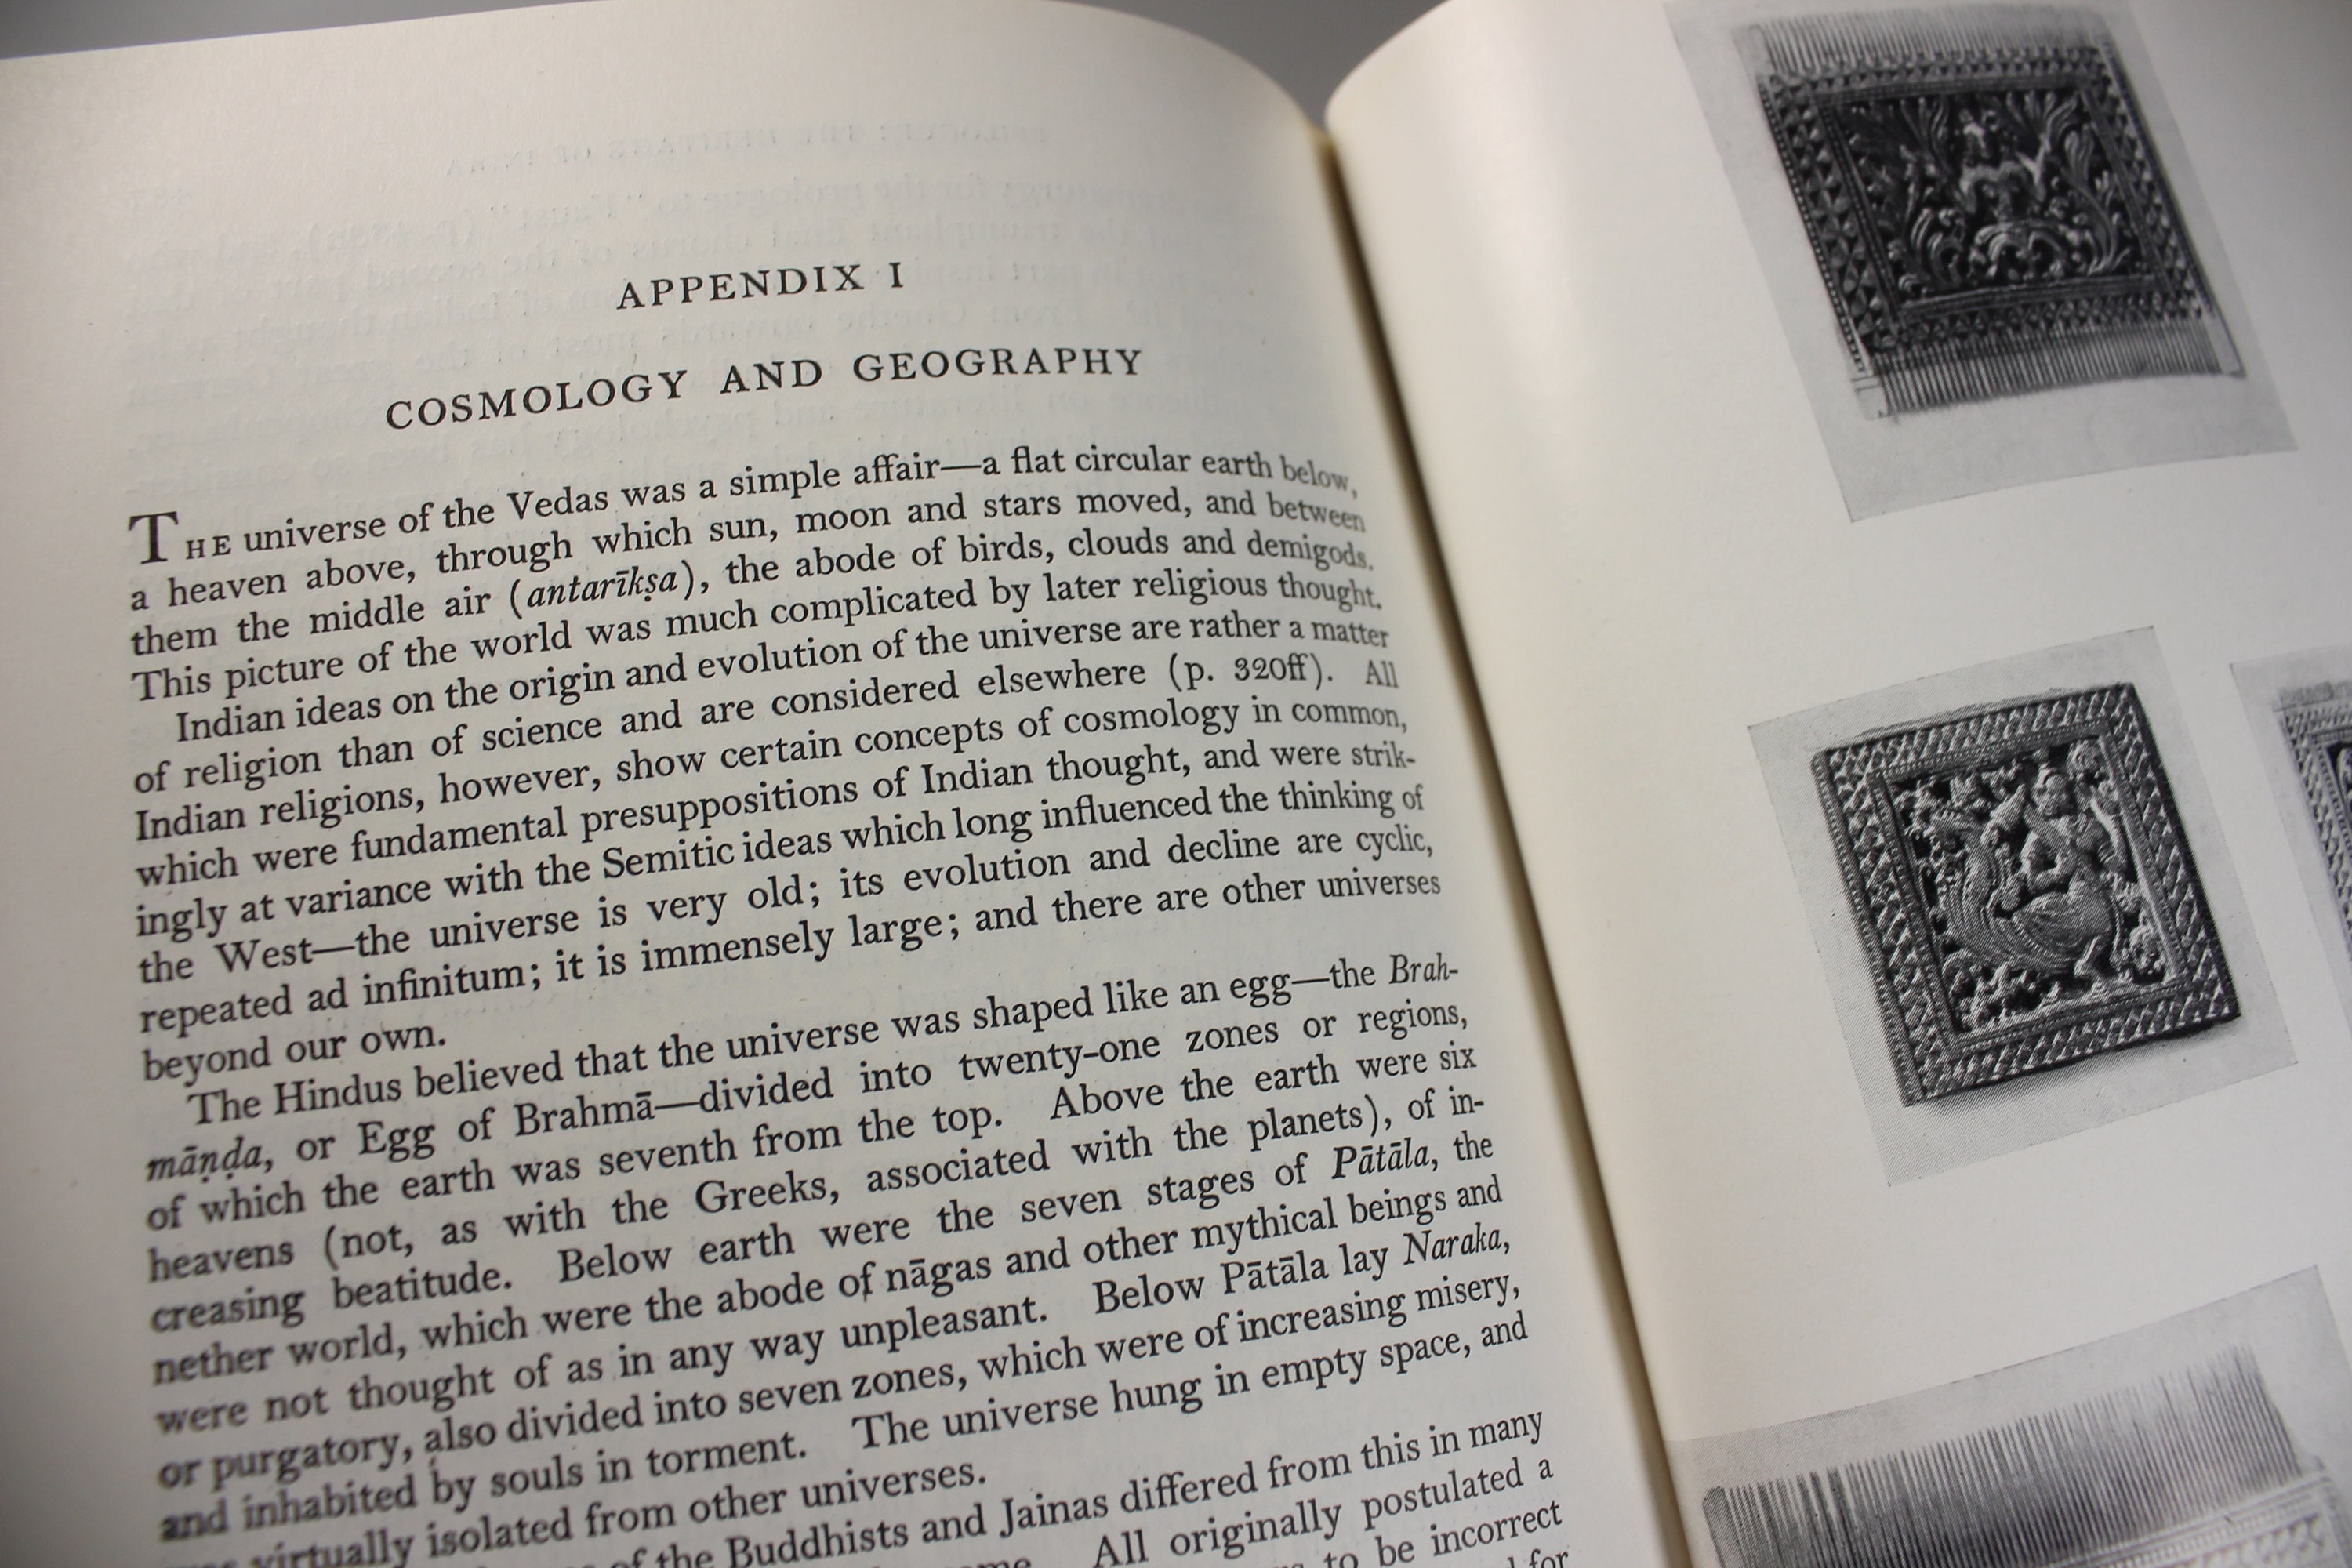 APPENDIX I
COSMOLOGY AND GEOGRAPHY
THE universe of the Vedas was a simple affair—a flat circular earth below,
a heaven above, through which sun, moon and stars moved, and between
them the middle air (antarīkṣa), the abode of birds, clouds and demigods.
This picture of the world was much complicated by later religious thought.
Indian ideas on the origin and evolution of the universe are rather a matter
of religion than of science and are considered elsewhere (p. 320ff). All
Indian religions, however, show certain concepts of cosmology in common,
which were fundamental presuppositions of Indian thought, and were strik-
ingly at variance with the Semitic ideas which long influenced the thinking of
the West—the universe is very old; its evolution and decline are cyclic,
repeated ad infinitum; it is immensely large; and there are other universes
beyond our own.
The Hindus believed that the universe was shaped like an egg—the Brah-
māṇḍa, or Egg of Brahmā—divided into twenty-one zones or regions,
of which the earth was seventh from the top. Above the earth were six
heavens (not, as with the Greeks, associated with the planets), of in-
creasing beatitude. Below earth were the seven stages of Pātāla, the
nether world, which were the abode of nāgas and other mythical beings and
were not thought of as in any way unpleasant. Below Pātāla lay Naraka,
or purgatory, also divided into seven zones, which were of increasing misery,
and inhabited by souls in torment. The universe hung in empty space, and
virtually isolated from other universes.
of the Buddhists and Jainas differed from this in many
All originally postulated a
to be incorrect
for